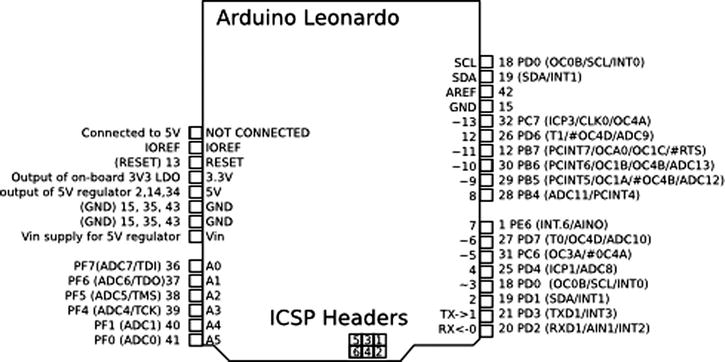 Arduino Leonardo
Connected to 5V NOT CONNECTED
IOREF IOREF
(RESET) 13 RESET
Output of on-board 3V3 LDO 3.3V
output of 5V regulator 2,14,34 5V
(GND) 15, 35, 43 GND
(GND) 15, 35, 43 GND
Vin supply for 5V regulator Vin
PF7(ADC7/TDI) 36 A0
PF6 (ADC6/TDO)37 A1
PF5 (ADC5/TMS) 38 A2
PF4 (ADC4/TCK) 39 A3
PF1 (ADC1) 40 A4
PF0 (ADC0) 41 A5
SCL 18 PD0 (OC0B/SCL/INT0)
SDA 19 (SDA/INT1)
AREF 42
GND 15
~13 32 PC7 (ICP3/CLK0/OC4A)
12 26 PD6 (T1/#OC4D/ADC9)
~11 12 PB7 (PCINT7/OCA0/OC1C/#RTS)
~10 30 PB6 (PCINT6/OC1B/OC4B/ADC13)
~9 29 PB5 (PCINT5/OC1A/#OC4B/ADC12)
8 28 PB4 (ADC11/PCINT4)
7 1 PE6 (INT.6/AINO)
~6 27 PD7 (T0/OC4D/ADC10)
~5 31 PC6 (OC3A/#0C4A)
4 25 PD4 (ICP1/ADC8)
~3 18 PD0 (OC0B/SCL/INT0)
2 19 PD1 (SDA/INT1)
TX->1 21 PD3 (TXD1/INT3)
RX<-0 20 PD2 (RXD1/AIN1/INT2)
ICSP Headers
5 3 1
6 4 2